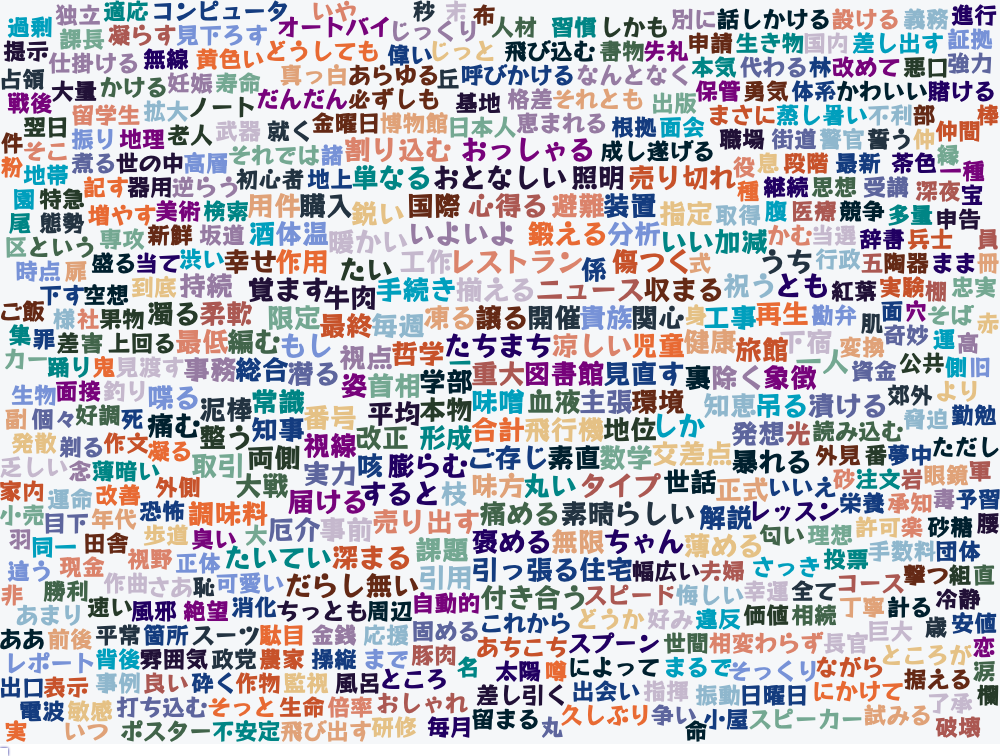 過剰 独立 適応 コンピュータ いや 秒 末 布 人材 習慣 しかも 別に 話しかける 設ける 義務 進行
課長 凝らす 見下ろす オートバイ じっくり 申請 生き物 国内 差し出す 証拠
提示 仕掛ける 無線 黄色い どうしても 偉い じっと 飛び込む 書物 失礼
占領 大量 かける 妊娠 寿命 真っ白 あらゆる 丘 呼びかける なんとなく 本気 代わる 林 改めて 悪口 強力
戦後 留学生 拡大 ノート だんだん 必ずしも 基地 格差 それとも 出版 保管 勇気 体系 かわいい 賭ける
翌日 振り 地理 老人 武器 就く 金曜日 博物館 日本人 恵まれる 根拠 面会 まさに 蒸し暑い 不利 部 棒
件 そこ 職場 街道 警官 誓う 仲 仲間
粉 地帯 煮る 世の中 高層 それでは 諸 割り込む おっしゃる 成し遂げる 役 息 段階 最新 茶色 縁 一種
園 特急 記す 器用 逆らう 初心者 地上 単なる おとなしい 照明 売り切れ 種 継続 思想 受講 深夜 宝
尾 態勢 増やす 美術 検索 用件 購入 鋭い 国際 心得る 避難 装置 指定 取得 腹 医療 競争 多量 申告
区 という 専攻 新鮮 坂道 酒 体温 暖かい いよいよ 鍛える 分析 いい加減 かむ 当選 辞書 兵士 員
時点 扉 盛る 当て 渋い 幸せ 作用 たい 工作 レストラン 係 傷つく 式 うち 行政 五 陶器 まま 冊
下す 空想 到底 持続 覚ます 牛肉 手続き 揃える ニュース 収まる 祝う とも 紅葉 実験 棚 忠実
ご飯 様 社 果物 濁る 柔軟 限定 最終 毎週 凍る 譲る 開催 貴族 関心 身 工事 再生 勘弁 肌 面 穴 そば 赤
集 罪 差害 上回る 最低 編む もし 視点 哲学 たちまち 涼しい 児童 健康 旅館 下宿 変換 奇妙 運 高
カー 踊り 鬼 見渡す 事務 総合 潜る 姿 首相 学部 重大 図書館 見直す 裏 除く 象徴 一人 資金 公共 側 旧
生物 面接 釣り 喋る 泥棒 常識 番号 平均 本物 味噌 血液 主張 環境 知恵 吊る 漬ける 郊外 より
副 個々 好調 死 痛む 整う 知事 視線 改正 形成 合計 飛行機 地位 しか 発想 光 読み込む 脅迫 勤勉
発散 剃る 作文 凝る 取引 両側 実力 咳 膨らむ ご存じ 素直 数学 交差点 暴れる 外見 番 夢中 ただし
乏しい 念 薄暗い 大戦 届ける すると 枝 味方 丸い タイプ 世話 正式 いいえ 砂 注文 岩 眼鏡 軍
家内 運命 改善 外側 栄養 承知 毒 予習
小売 目下 年代 恐怖 調味料 大 厄介 事前 売り出す 痛める 素晴らしい 解説 レッスン 匂い 理想 許可 楽 砂糖 腰
羽 同一 田舎 歩道 臭い たいてい 深まる 課題 褒める 無限 ちゃん 薄める 手数料 団体
違う 現金 視野 正体 引用 引っ張る 住宅 幅広い 夫婦 さっき 投票 撃つ 組 直
非 勝利 作曲 さあ 恥 可愛い だらし無い 自動的 付き合う スピード 悔しい 幸運 全て コース 冷静
あまり 速い 風邪 絶望 消化 ちっとも 周辺 これから どうか 好み 違反 価値 相続 丁寧 計る 歳 安値
ああ 前後 平常 箇所 スーツ 駄目 金銭 応援 固める あちこち スプーン 世間 相変わらず 長官 巨大 ところが 恋
レポート 背後 雰囲気 政党 農家 操縦 まで 豚肉 名 太陽 噂 によって まるで そっくり ながら 据える 涙
出口 表示 事例 良い 砕く 作物 監視 風呂 ところ 差し引く 出会い 指揮 振動 日曜日 にかけて 了承 欄
電波 敏感 打ち込む そっと 生命 倍率 おしゃれ 留まる 久しぶり 争い 小屋 スピーカー 試みる 破壊
実 いつ ポスター 不安定 飛び出す 研修 毎月 丸 命